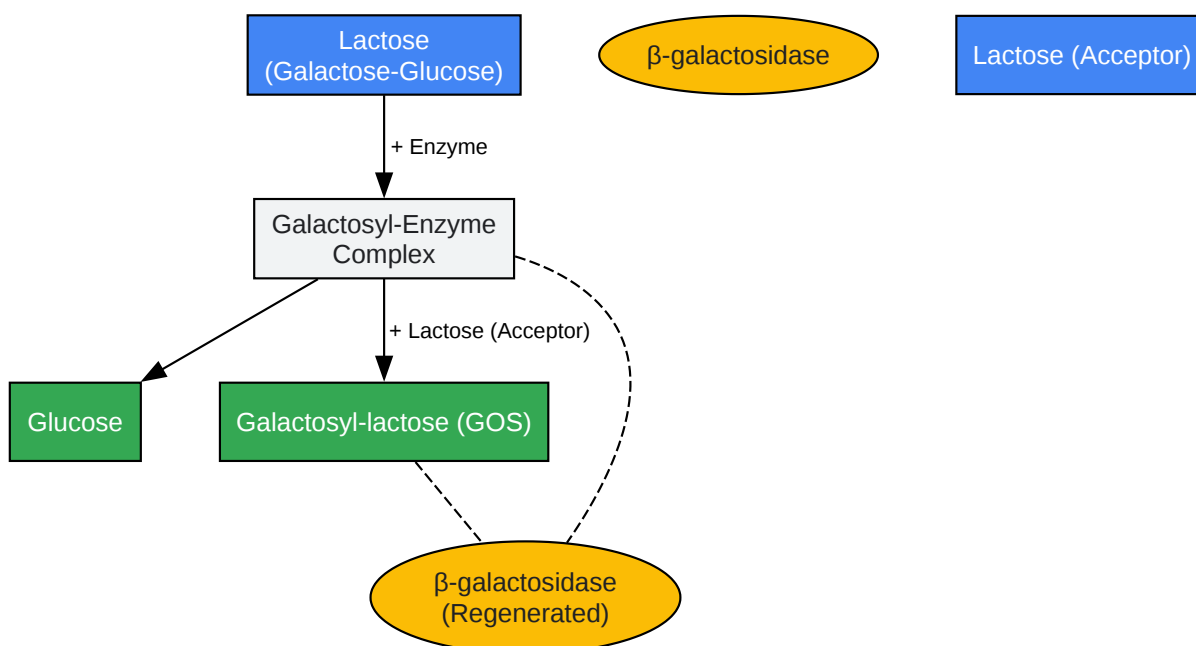 Lactose
(Galactose-Glucose)
β-galactosidase
Lactose (Acceptor)
+ Enzyme
Galactosyl-Enzyme
Complex
+ Lactose (Acceptor)
Glucose
Galactosyl-lactose (GOS)
β-galactosidase
(Regenerated)